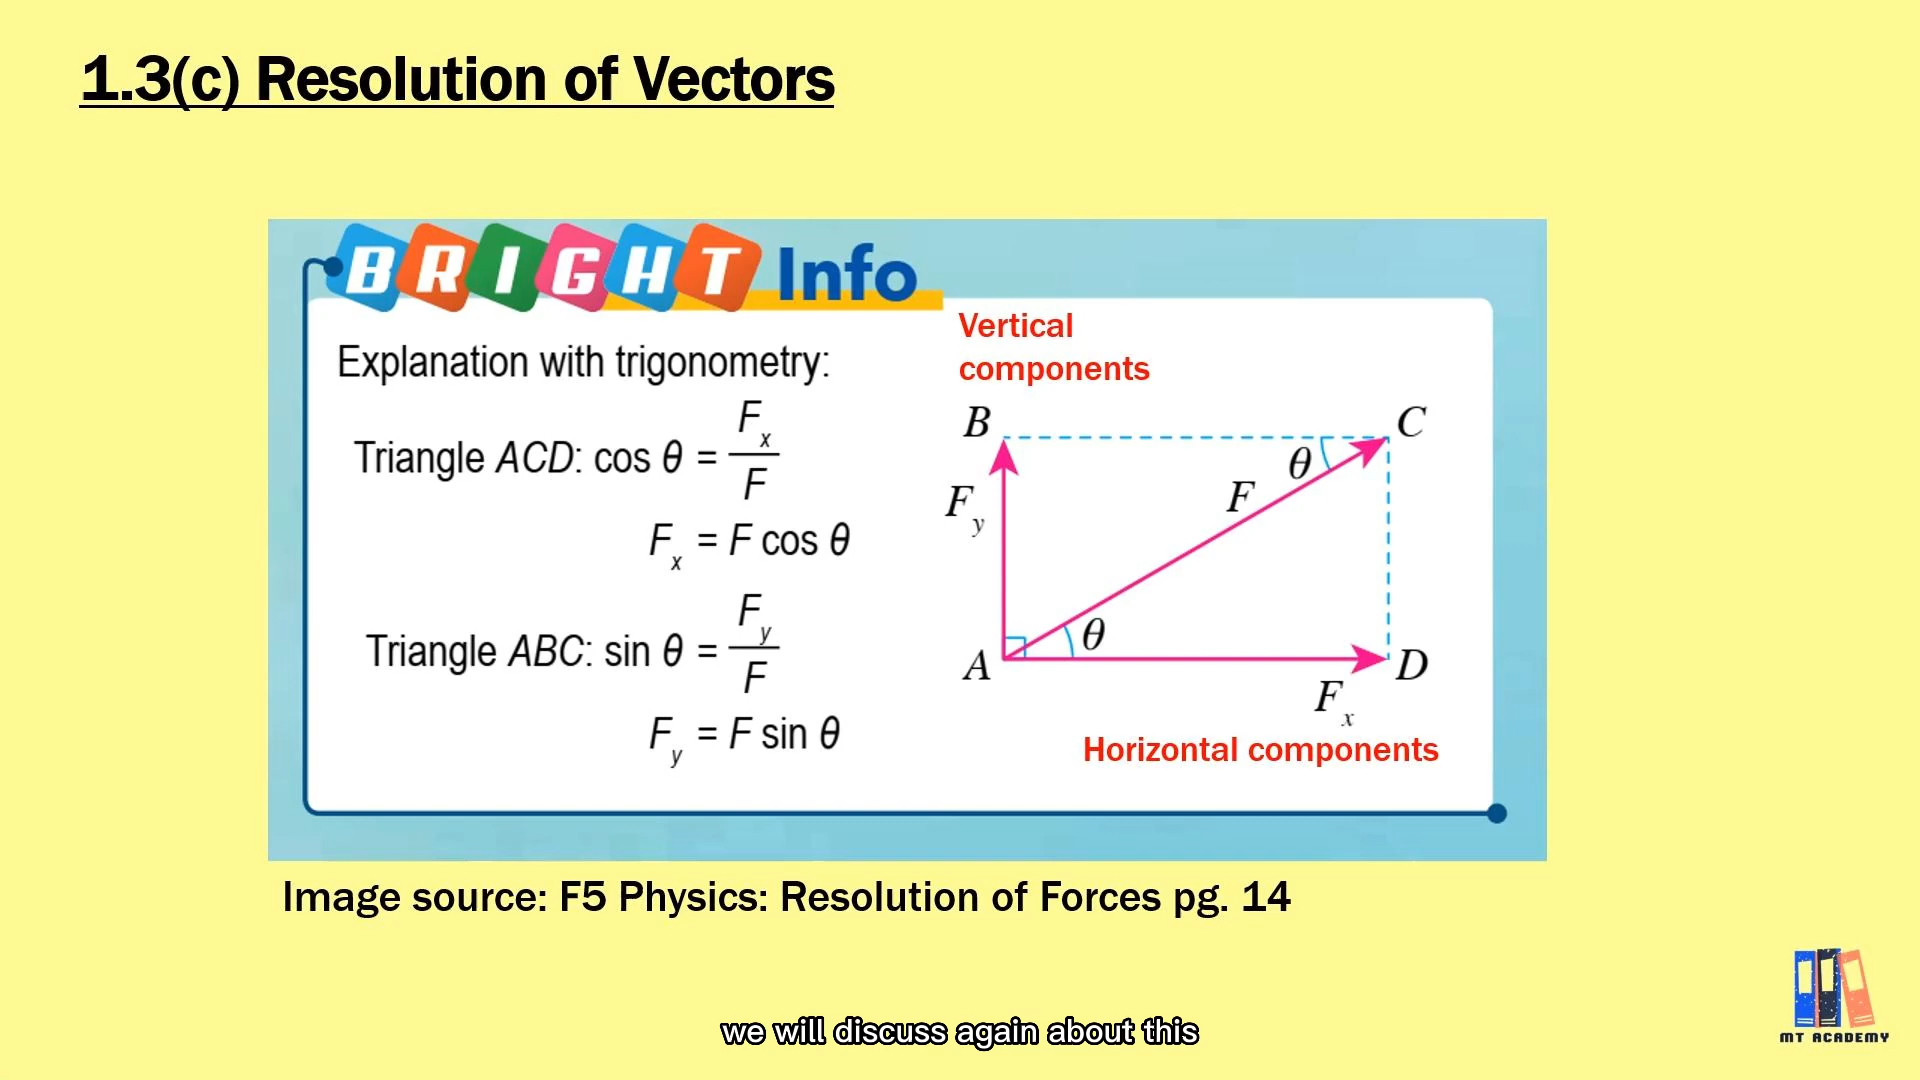 1.3(c) Resolution of Vectors
BRIGHT Info
Explanation with trigonometry:
Triangle ACD: cos θ = Fx / F
Fx = F cos θ
Triangle ABC: sin θ = Fy / F
Fy = F sin θ
Vertical
components
B
C
θ
F
Fy
θ
A
D
Fx
Horizontal components
Image source: F5 Physics: Resolution of Forces pg. 14
we will discuss again about this
MT ACADEMY